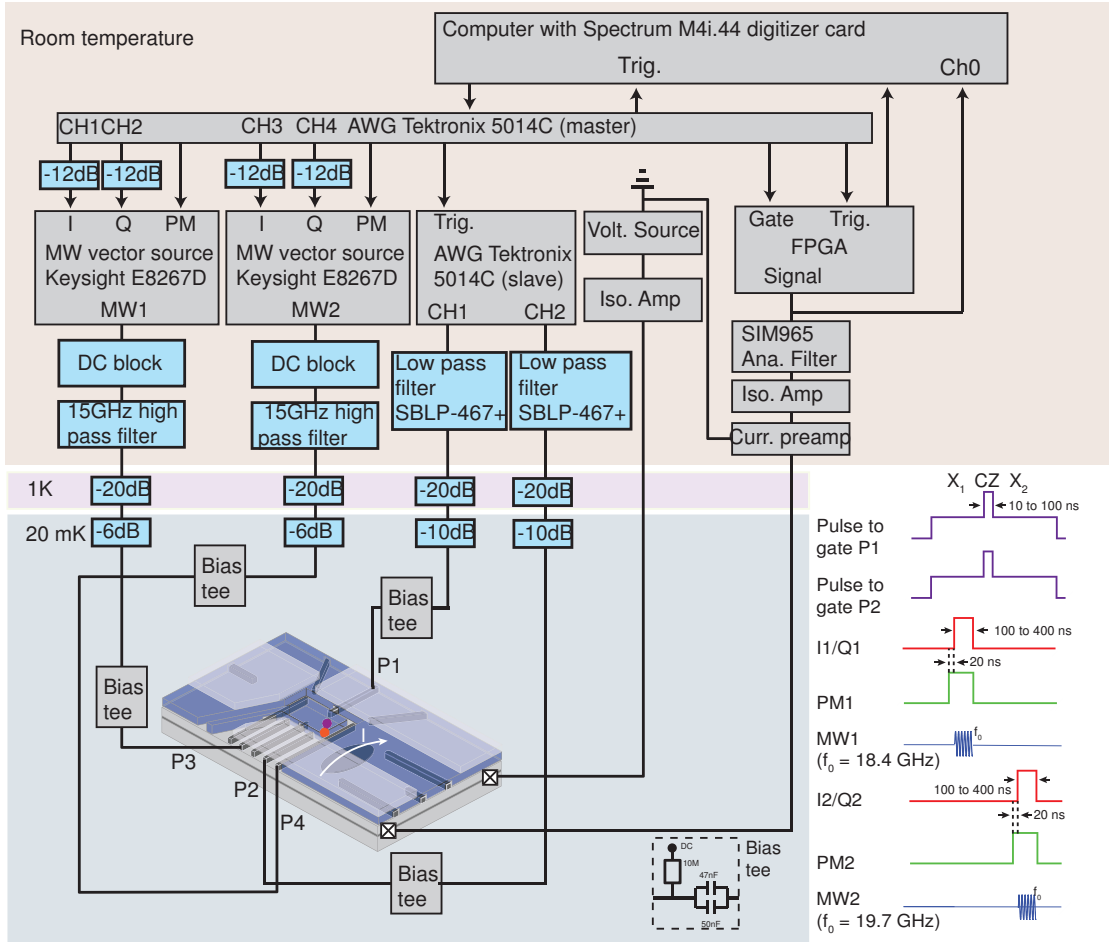 Room temperature
Computer with Spectrum M4i.44 digitizer card
Trig.
Ch0
CH1 CH2
CH3 CH4 AWG Tektronix 5014C (master)
-12dB
-12dB
-12dB
-12dB
I Q PM
MW vector source
Keysight E8267D
MW1
I Q PM
MW vector source
Keysight E8267D
MW2
Trig.
AWG Tektronix
5014C (slave)
CH1 CH2
Volt. Source
Iso. Amp
Gate Trig.
FPGA
Signal
SIM965
Ana. Filter
Iso. Amp
Curr. preamp
DC block
15GHz high
pass filter
DC block
15GHz high
pass filter
Low pass
filter
SBLP-467+
Low pass
filter
SBLP-467+
1K
-20dB
-20dB
-20dB
-20dB
20 mK
-6dB
-6dB
-10dB
-10dB
Bias
tee
Bias
tee
Bias
tee
Bias
tee
P1
P3
P2
P4
I
DC
10M
47nF
50nF
Bias
tee
X1 CZ X2
10 to 100 ns
Pulse to
gate P1
Pulse to
gate P2
I1/Q1
100 to 400 ns
20 ns
PM1
MW1
(f0 = 18.4 GHz)
f0
I2/Q2
100 to 400 ns
20 ns
PM2
MW2
(f0 = 19.7 GHz)
f0